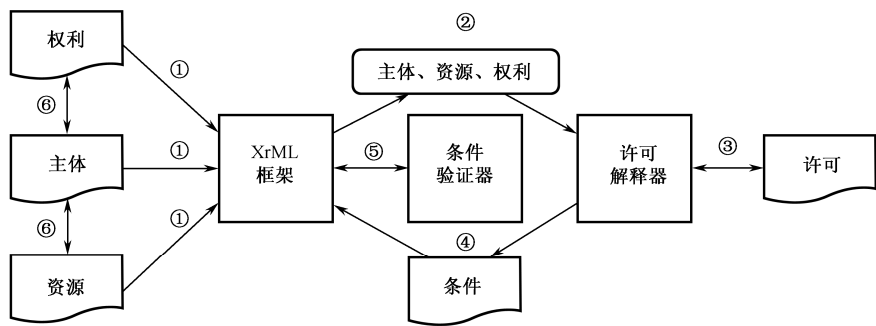 ②
权利
①
主体、资源、权利
⑥
主体
①
XrML
框架
⑤
条件
验证器
许可
解释器
③
许可
⑥
①
④
资源
条件